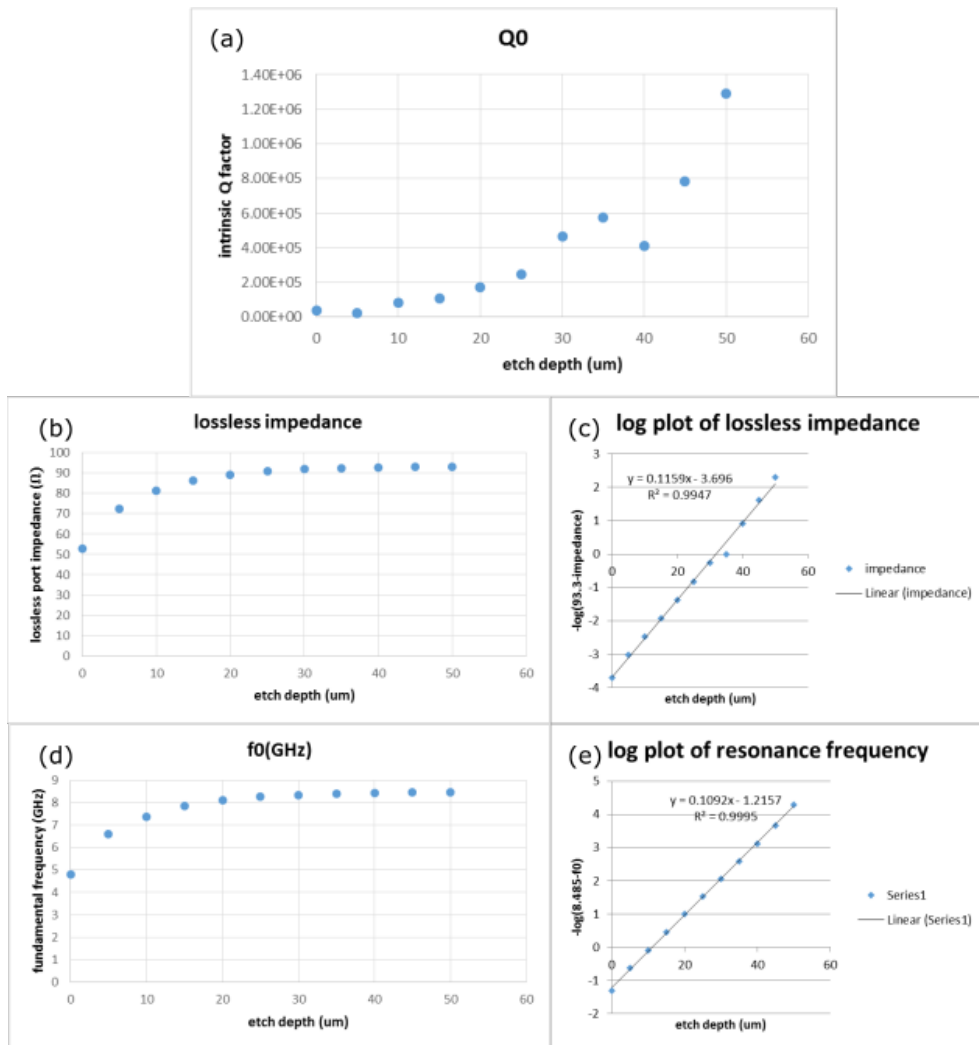 (a)
Q0
intrinsic Q factor
1.40E+06
1.20E+06
1.00E+06
8.00E+05
6.00E+05
4.00E+05
2.00E+05
0.00E+00
0 10 20 30 40 50 60
etch depth (um)
(b)
lossless impedance
lossless port impedance (Ω)
100
90
80
70
60
50
40
30
20
10
0
0 10 20 30 40 50 60
etch depth (um)
(c)
log plot of lossless impedance
-log(93.3-impedance)
3
2
1
0
-1
-2
-3
-4
y = 0.1159x - 3.696
R² = 0.9947
0 20 40 60
impedance
Linear (impedance)
etch depth (um)
(d)
f0(GHz)
fundamental frequency (GHz)
9
8
7
6
5
4
3
2
1
0
0 10 20 30 40 50 60
etch depth (um)
(e)
log plot of resonance frequency
-log(8.485-f0)
5
4
3
2
1
0
-1
-2
y = 0.1092x - 1.2157
R² = 0.9995
0 20 40 60
Series1
Linear (Series1)
etch depth (um)